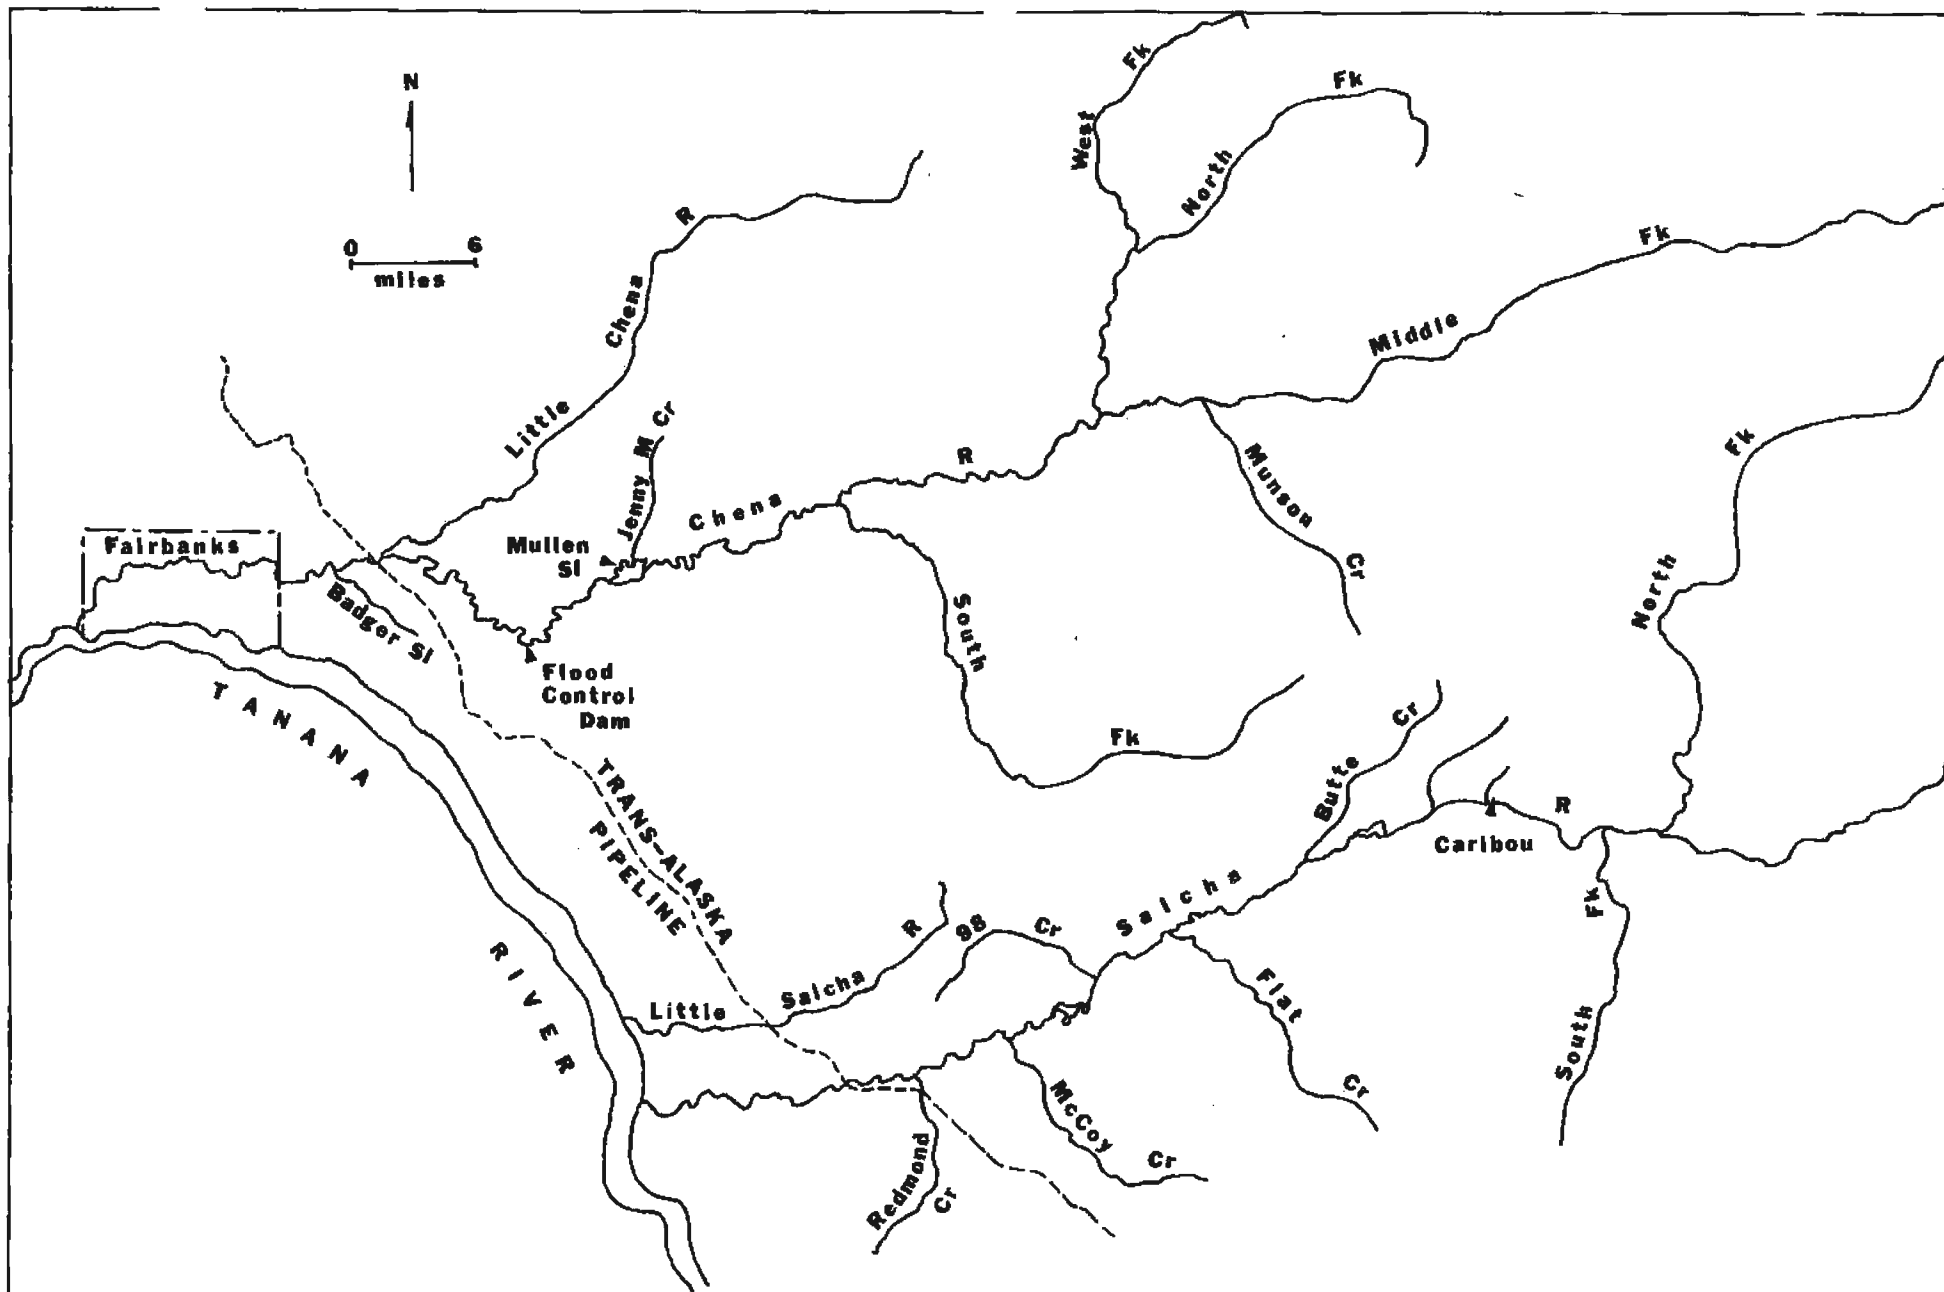 N
0 6
miles
West Fk
North Fk
Middle Fk
Little Chena R
Jenny M Cr
Mullen
Sl
Chena R
Munson Cr
Fairbanks
Badger Sl
Flood
Control
Dam
South Fk
North Fk
TANANA RIVER
TRANS-ALASKA
PIPELINE
Butte Cr
Caribou
Salcha R
South Fk
Little Salcha R
98 Cr
Flat Cr
McCoy Cr
Redmond Cr